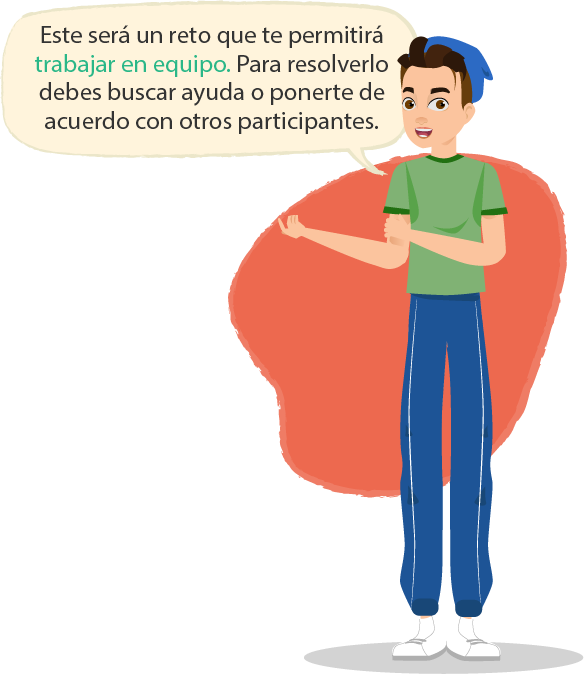 Este será un reto que te permitirá
trabajar en equipo. Para resolverlo
debes buscar ayuda o ponerte de
acuerdo con otros participantes.